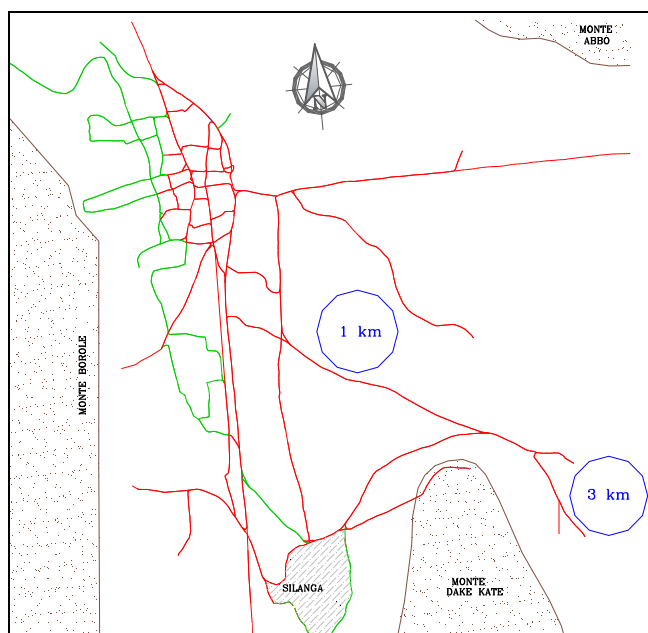 MONTE
ABBO
N
1 km
MONTE BOROLE
3 km
SILANGA
MONTE
DAKE KATE